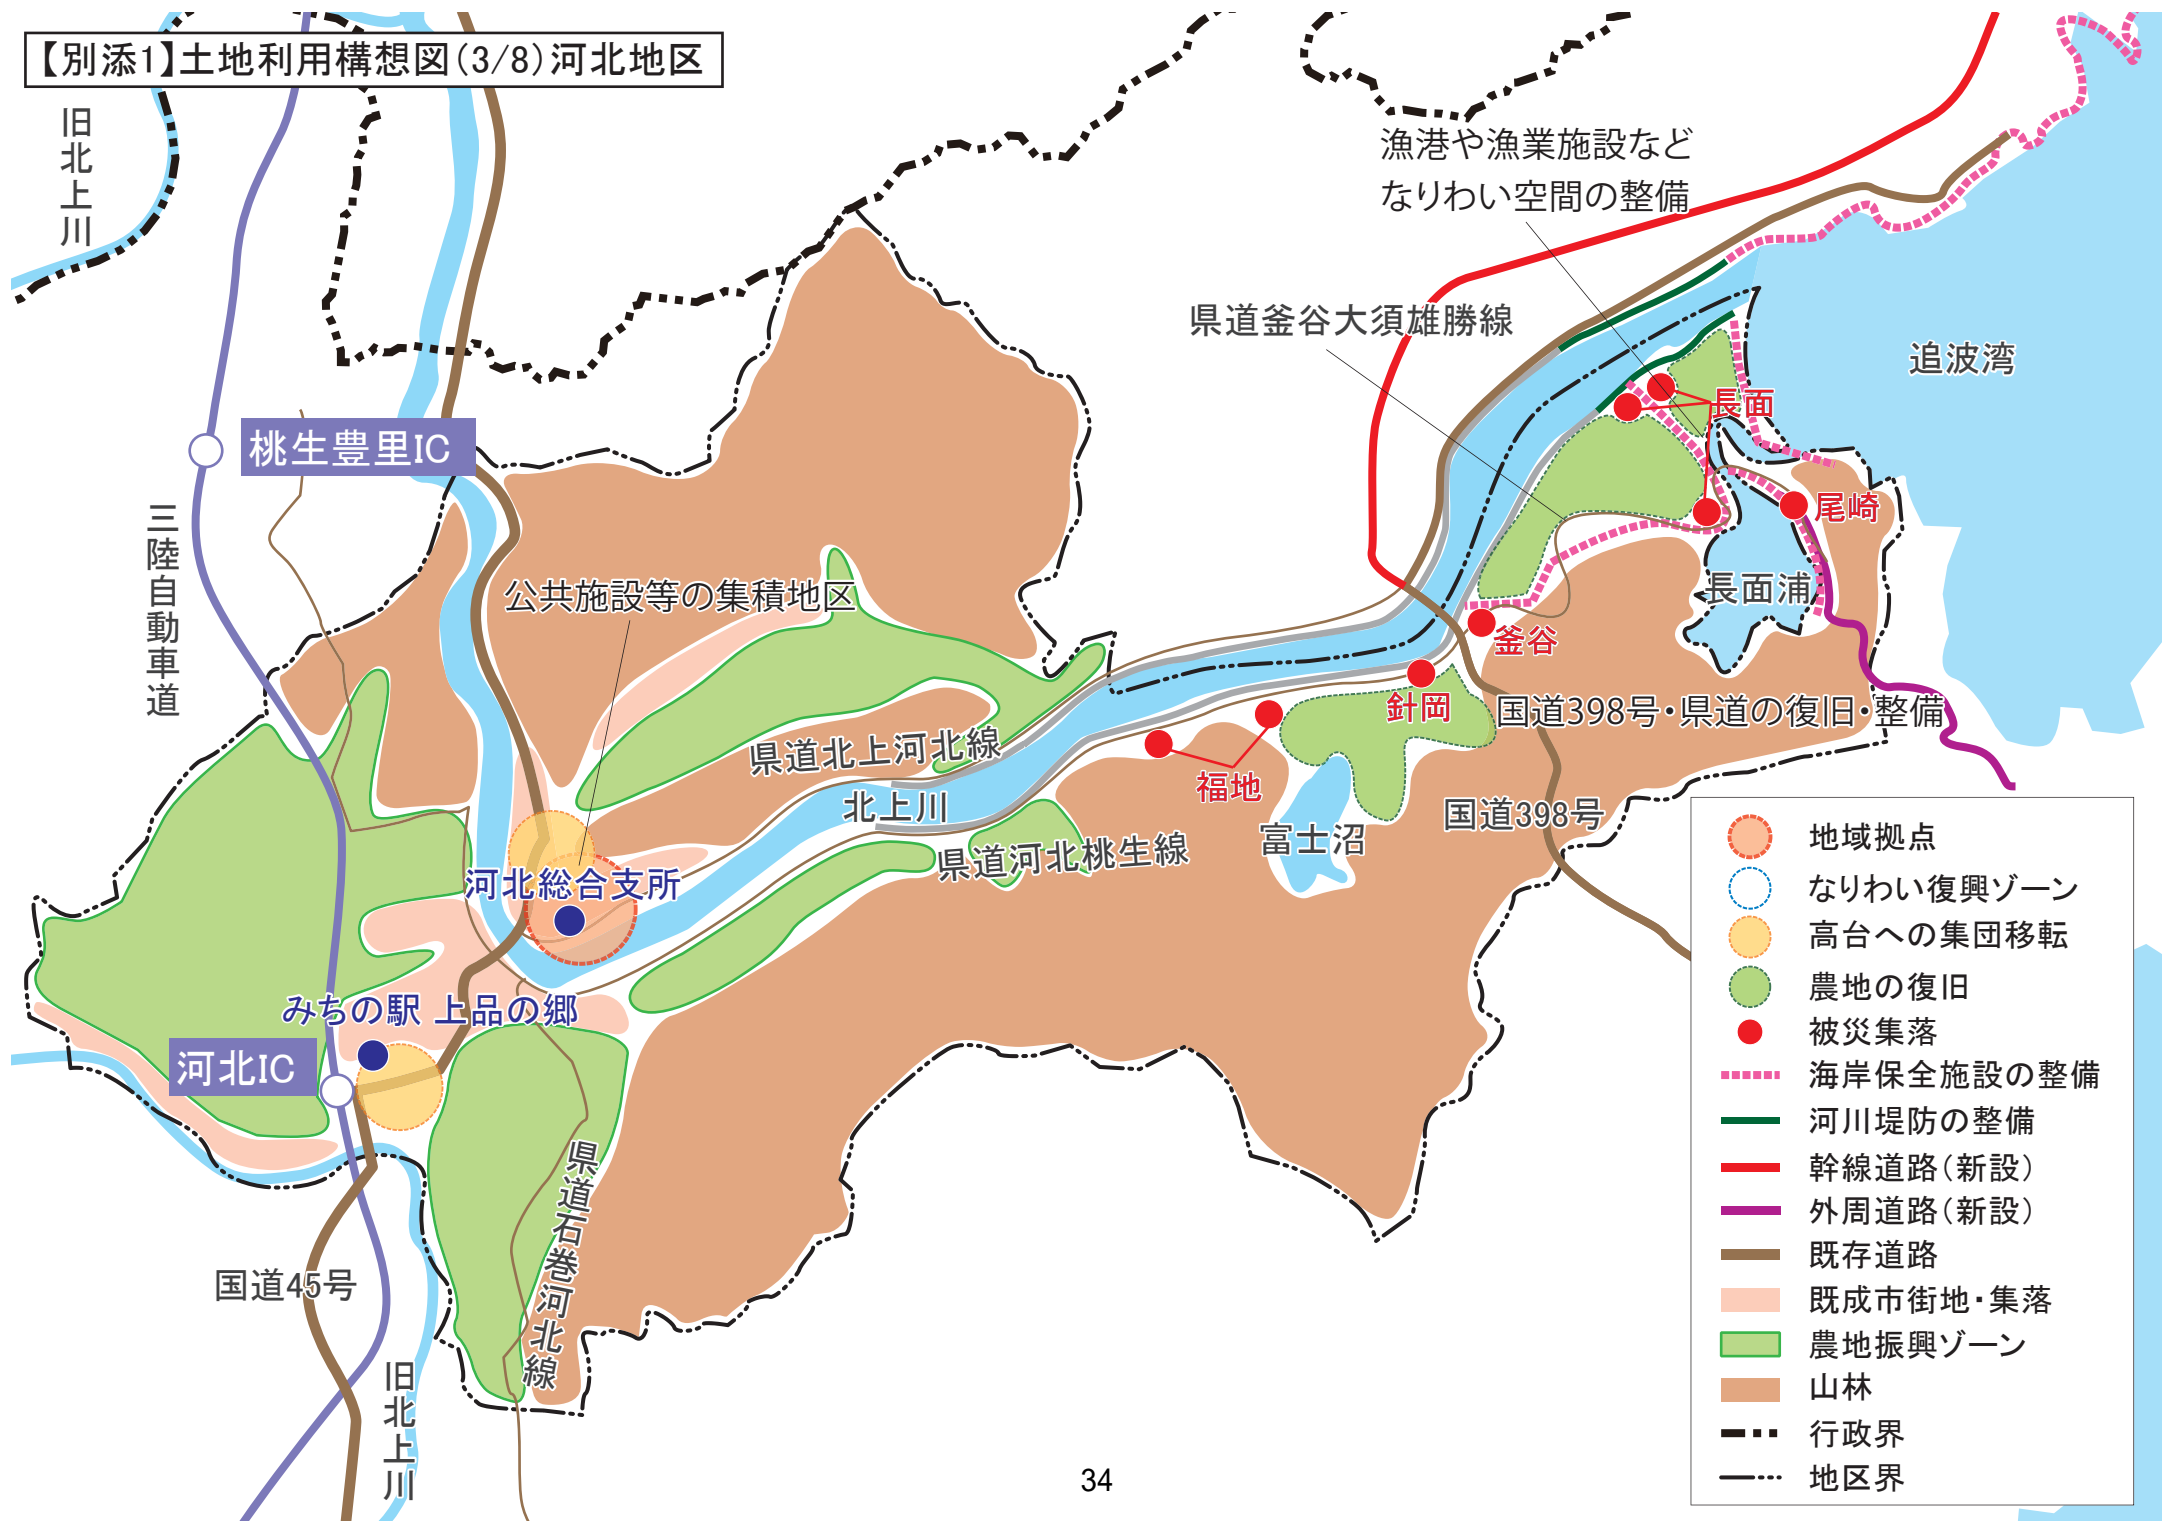 【別添1】土地利用構想図(3/8)河北地区
旧北上川
漁港や漁業施設など
なりわい空間の整備
県道釜谷大須雄勝線
追波湾
長面
桃生豊里IC
尾崎
三陸自動車道
公共施設等の集積地区
長面浦
釜谷
針岡
国道398号・県道の復旧・整備
県道北上河北線
福地
北上川
国道398号
富士沼
県道河北桃生線
河北総合支所
みちの駅 上品の郷
河北IC
県道石巻河北線
国道45号
旧北上川
地域拠点
なりわい復興ゾーン
高台への集団移転
農地の復旧
被災集落
海岸保全施設の整備
河川堤防の整備
幹線道路(新設)
外周道路(新設)
既存道路
既成市街地・集落
農地振興ゾーン
山林
行政界
地区界
34